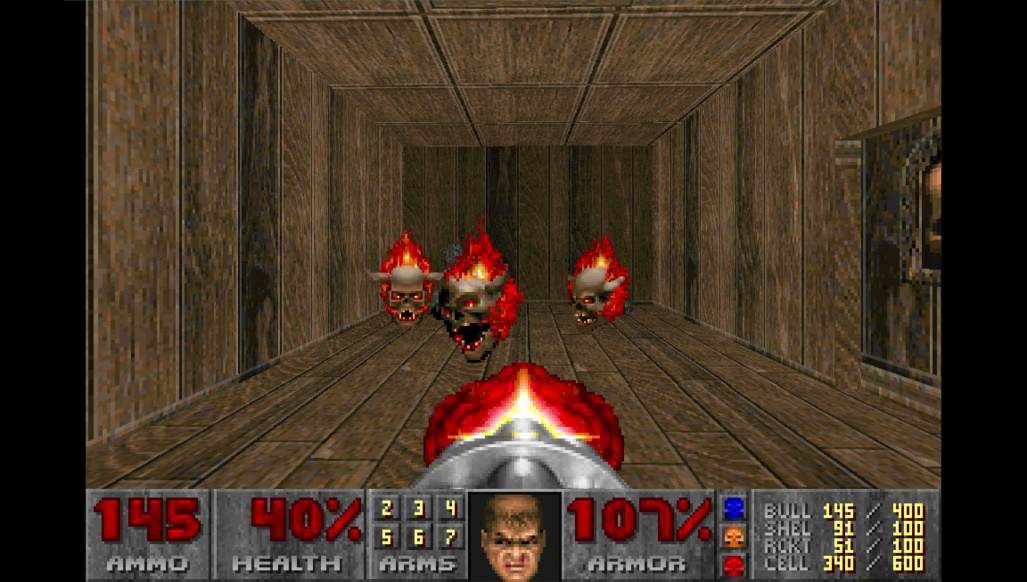 145 40% 2 3 4 107% BULL 145 / 400
5 6 7 SHEL 91 / 100
RCKT 51 / 100
AMMO HEALTH ARMS ARMOR CELL 340 / 600